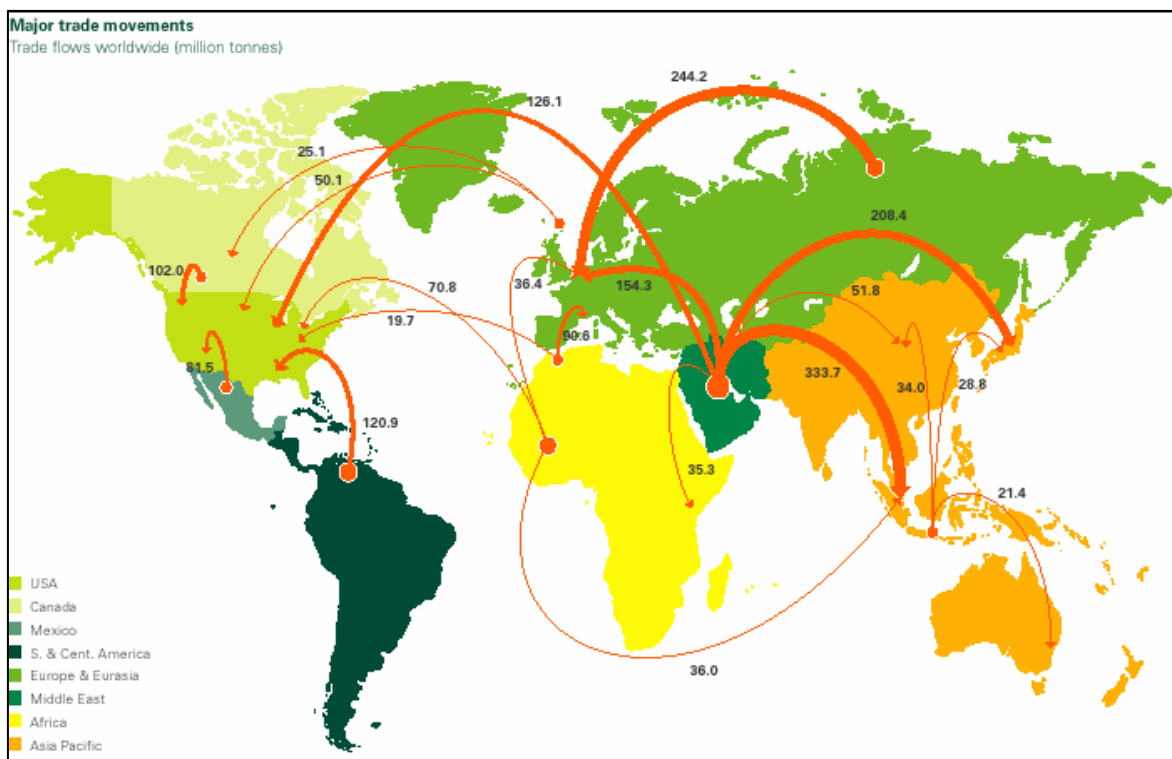 Major trade movements
Trade flows worldwide (million tonnes)
244.2
126.1
25.1
50.1
208.4
102.0
70.8
36.4
154.3
51.8
19.7
90.6
81.5
333.7
34.0
28.8
120.9
35.3
21.4
USA
Canada
Mexico
S. & Cent. America
36.0
Europe & Eurasia
Middle East
Africa
Asia Pacific